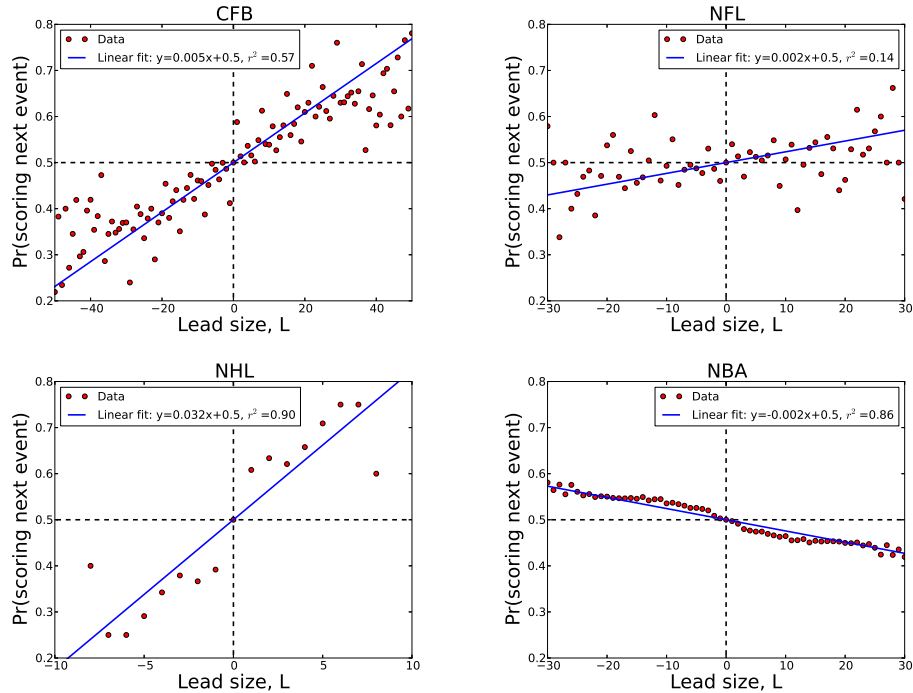 CFB
Pr(scoring next event)
0.8
0.7
0.6
0.5
0.4
0.3
0.2
Data
Linear fit: y=0.005x+0.5, r² =0.57
−40 −20 0 20 40
Lead size, L
NFL
Pr(scoring next event)
0.8
0.7
0.6
0.5
0.4
0.3
0.2
Data
Linear fit: y=0.002x+0.5, r² =0.14
−30 −20 −10 0 10 20 30
Lead size, L
NHL
Pr(scoring next event)
0.8
0.7
0.6
0.5
0.4
0.3
0.2
Data
Linear fit: y=0.032x+0.5, r² =0.90
−10 −5 0 5 10
Lead size, L
NBA
Pr(scoring next event)
0.8
0.7
0.6
0.5
0.4
0.3
0.2
Data
Linear fit: y=-0.002x+0.5, r² =0.86
−30 −20 −10 0 10 20 30
Lead size, L